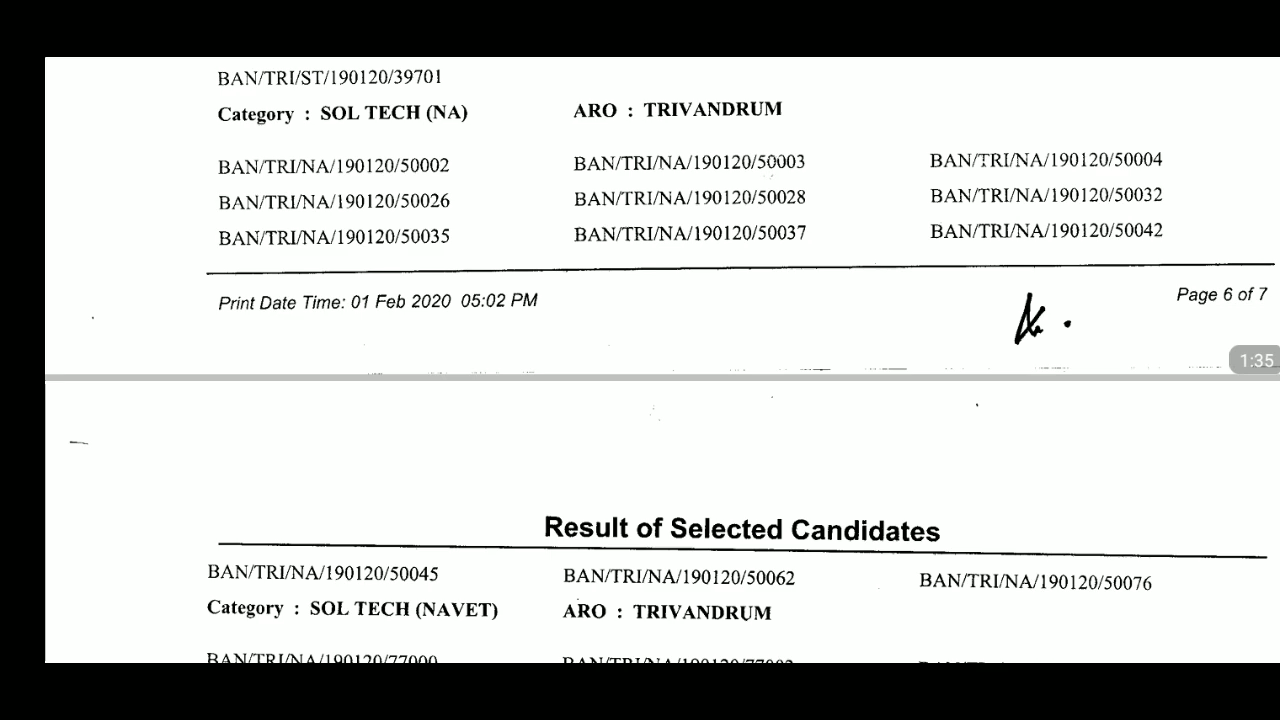 BAN/TRI/ST/190120/39701
Category : SOL TECH (NA) ARO : TRIVANDRUM
BAN/TRI/NA/190120/50002 BAN/TRI/NA/190120/50003 BAN/TRI/NA/190120/50004
BAN/TRI/NA/190120/50026 BAN/TRI/NA/190120/50028 BAN/TRI/NA/190120/50032
BAN/TRI/NA/190120/50035 BAN/TRI/NA/190120/50037 BAN/TRI/NA/190120/50042
Print Date Time: 01 Feb 2020 05:02 PM Page 6 of 7
1:35
Result of Selected Candidates
BAN/TRI/NA/190120/50045 BAN/TRI/NA/190120/50062 BAN/TRI/NA/190120/50076
Category : SOL TECH (NAVET) ARO : TRIVANDRUM
BAN/TRI/NA/190120/77000